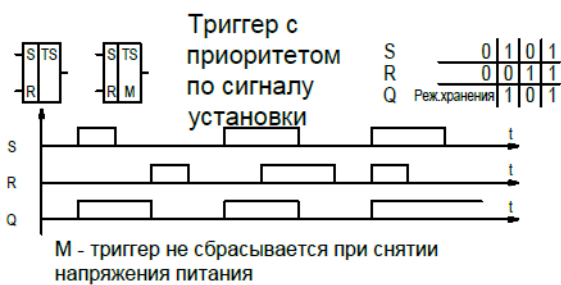 Триггер с
приоритетом
по сигналу
установки
S TS
R
S TS
R M
S 0 1 0 1
R 0 0 1 1
Q Реж.хранения 1 0 1
S t
R t
Q t
М - триггер не сбрасывается при снятии
напряжения питания